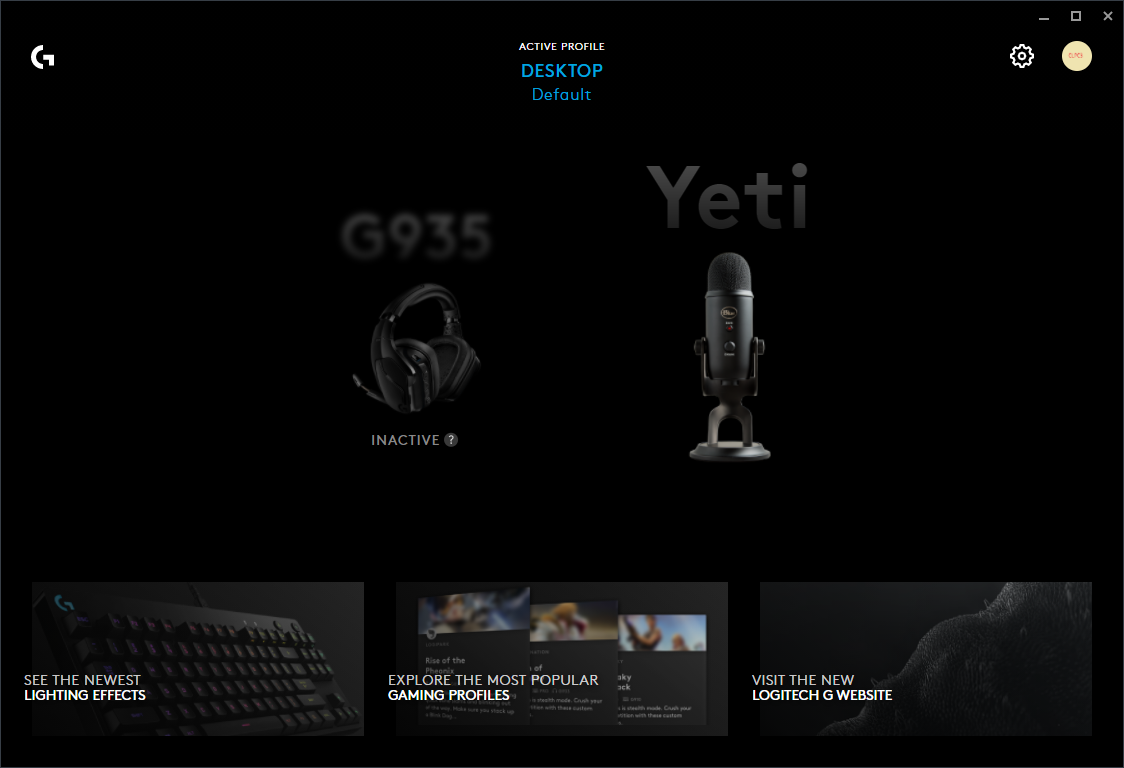 ACTIVE PROFILE
DESKTOP
Default
Yeti
G935
INACTIVE ?
SEE THE NEWEST
LIGHTING EFFECTS
Rise of the
Pheonix
EXPLORE THE MOST POPULAR
GAMING PROFILES
VISIT THE NEW
LOGITECH G WEBSITE